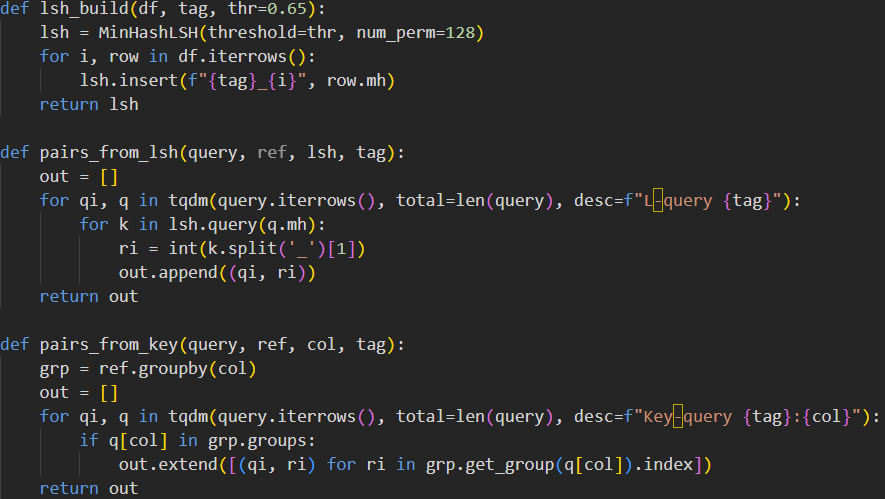 def lsh_build(df, tag, thr=0.65):
    lsh = MinHashLSH(threshold=thr, num_perm=128)
    for i, row in df.iterrows():
        lsh.insert(f"{tag}_{i}", row.mh)
    return lsh

def pairs_from_lsh(query, ref, lsh, tag):
    out = []
    for qi, q in tqdm(query.iterrows(), total=len(query), desc=f"L‑query {tag}"):
        for k in lsh.query(q.mh):
            ri = int(k.split('_')[1])
            out.append((qi, ri))
    return out

def pairs_from_key(query, ref, col, tag):
    grp = ref.groupby(col)
    out = []
    for qi, q in tqdm(query.iterrows(), total=len(query), desc=f"Key‑query {tag}:{col}"):
        if q[col] in grp.groups:
            out.extend([(qi, ri) for ri in grp.get_group(q[col]).index])
    return out